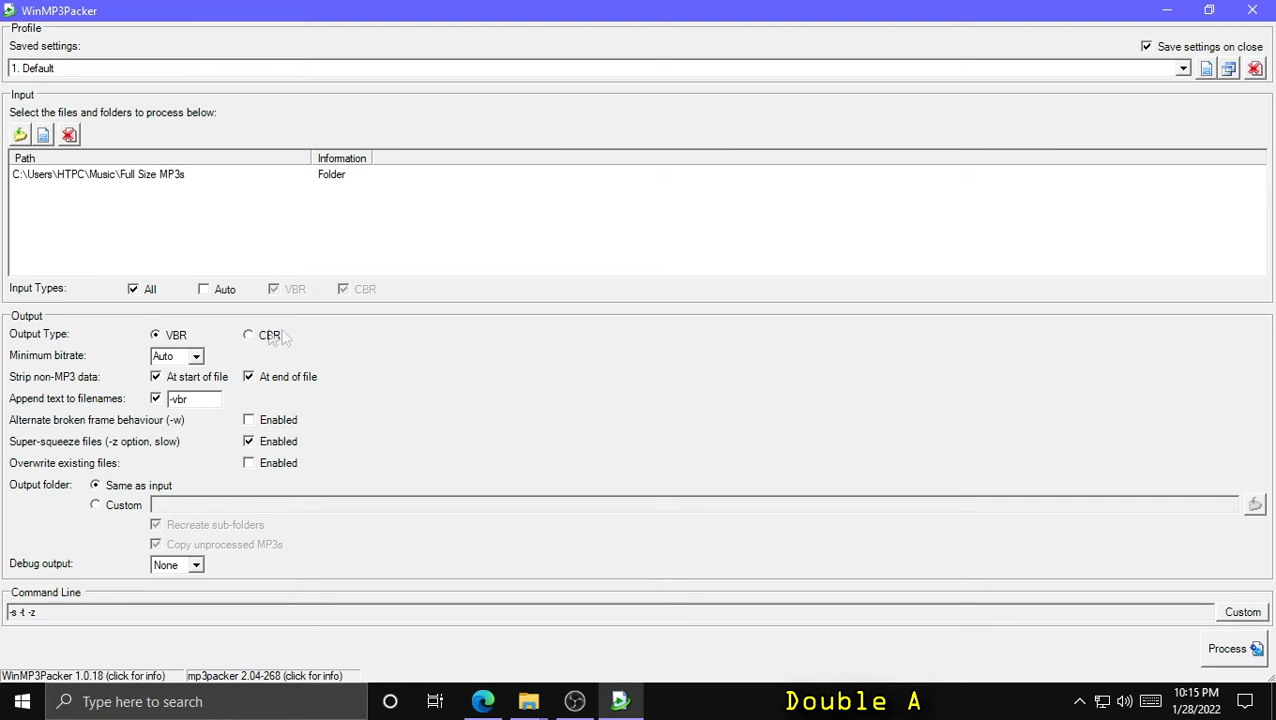 WinMP3Packer
Profile
Saved settings:
Save settings on close
1. Default
Input
Select the files and folders to process below:
Path Information
C:\Users\HTPC\Music\Full Size MP3s Folder
Input Types: All Auto VBR CBR
Output
Output Type: VBR CBR
Minimum bitrate: Auto
Strip non-MP3 data: At start of file At end of file
Append text to filenames: -vbr
Alternate broken frame behaviour (-w) Enabled
Super-squeeze files (-z option, slow) Enabled
Overwrite existing files: Enabled
Output folder: Same as input
Custom
Recreate sub-folders
Copy unprocessed MP3s
Debug output: None
Command Line
-s -t -z Custom
Process
WinMP3Packer 1.0.18 (click for info) mp3packer 2.04-268 (click for info)
Type here to search
Double A
10:15 PM
1/28/2022